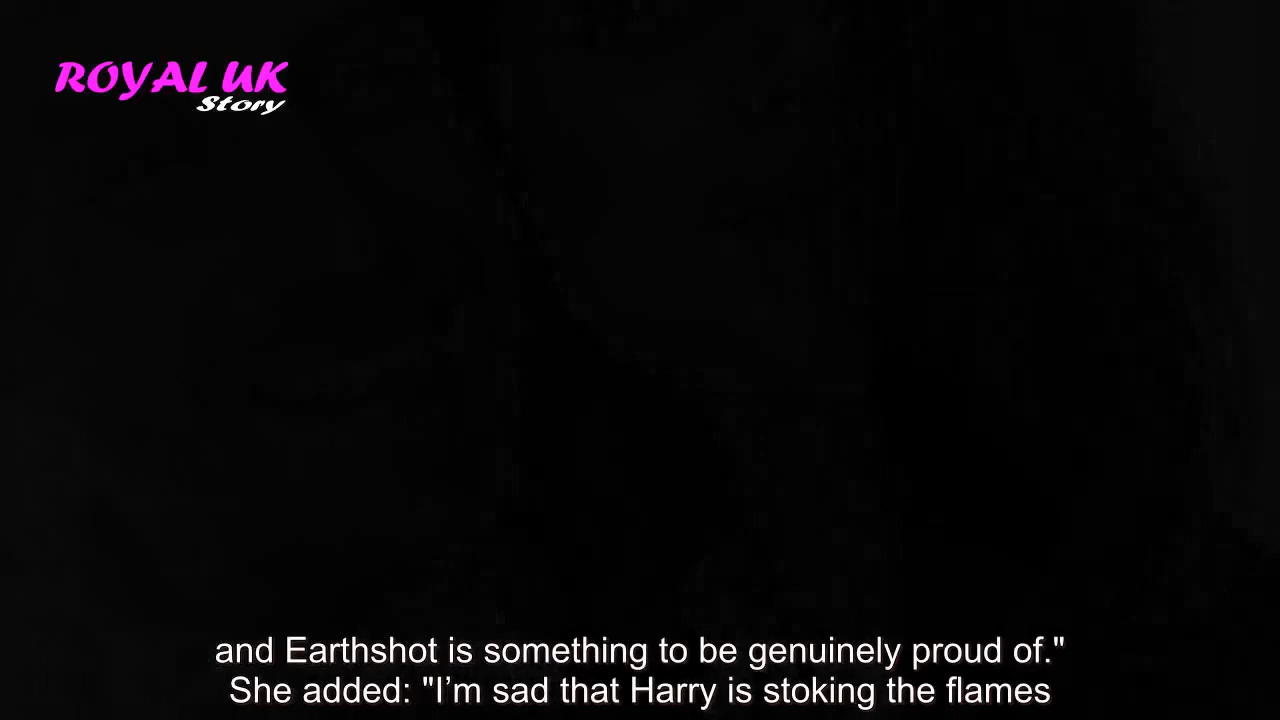 ROYAL UK
Story
and Earthshot is something to be genuinely proud of."
She added: "I’m sad that Harry is stoking the flames